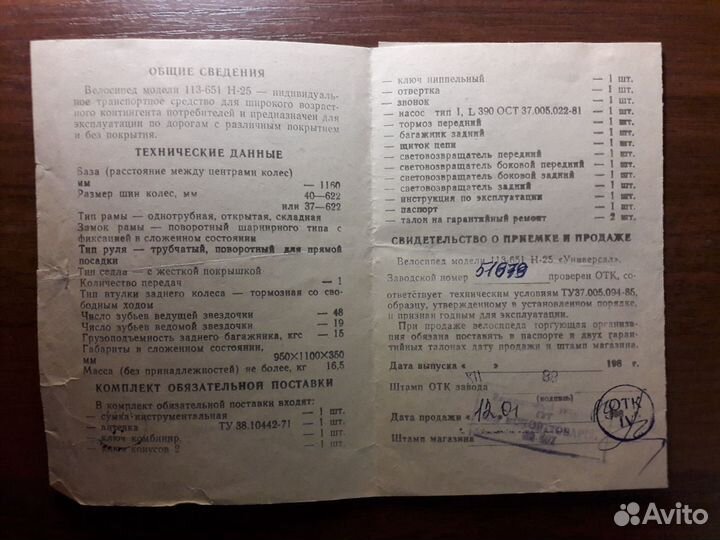 ОБЩИЕ СВЕДЕНИЯ
Велосипед модели 113-651 Н-25 — индивидуаль-
ное транспортное средство для широкого возраст-
ного контингента потребителей и предназначен для
эксплуатации по дорогам с различным покрытием
и без покрытия.
ТЕХНИЧЕСКИЕ ДАННЫЕ
База (расстояние между центрами колес)
мм — 1160
Размер шин колес, мм 40—622
или 37—622
Тип рамы — однотрубная, открытая, складная
Замок рамы — поворотный шарнирного типа с
фиксацией в сложенном состоянии
Тип руля — трубчатый, поворотный для прямой
посадки
Тип седла — с жесткой покрышкой
Количество передач — 1
Тип втулки заднего колеса — тормозная со сво-
бодным ходом
Число зубьев ведущей звездочки — 48
Число зубьев ведомой звездочки — 19
Грузоподъемность заднего багажника, кгс — 15
Габариты в сложенном состоянии,
мм 950×1100×350
Масса (без принадлежностей) не более, кг 16,5
КОМПЛЕКТ ОБЯЗАТЕЛЬНОЙ ПОСТАВКИ
В комплект обязательной поставки входят:
— сумка инструментальная — 1 шт.
— аптечка ТУ 38.10442-71 — 1 шт.
— ключ комбинир. — 1 шт.
— ключ конусов 2 — 1 шт.
— ключ ниппельный — 1 шт.
— отвертка — 1 шт.
— звонок — 1 шт.
— насос тип I, L 390 ОСТ 37.005.022-81 — 1 шт.
— тормоз передний — 1 шт.
— багажник задний — 1 шт.
— щиток цепи — 1 шт.
— световозвращатель передний — 1 шт.
— световозвращатель боковой передний — 1 шт.
— световозвращатель боковой задний — 1 шт.
— световозвращатель задний — 1 шт.
— инструкция по эксплуатации — 1 шт.
— паспорт — 1 шт.
— талон на гарантийный ремонт — 2 шт.
СВИДЕТЕЛЬСТВО О ПРИЕМКЕ И ПРОДАЖЕ
Велосипед модели 113-651 Н-25 «Универсал».
Заводской номер проверен ОТК, со-
ответствует техническим условиям ТУ37.005.094-85,
образцу, утвержденному в установленном порядке,
и признан годным для эксплуатации.
При продаже велосипеда торгующая организа-
ция обязана поставить в паспорте и двух гаран-
тийных талонах дату продажи и штамп магазина.
Дата выпуска « » 198 г.
Штамп ОТК завода
(подпись)
Дата продажи 12.01
ОТК
IV
Штамп магазина
Avito